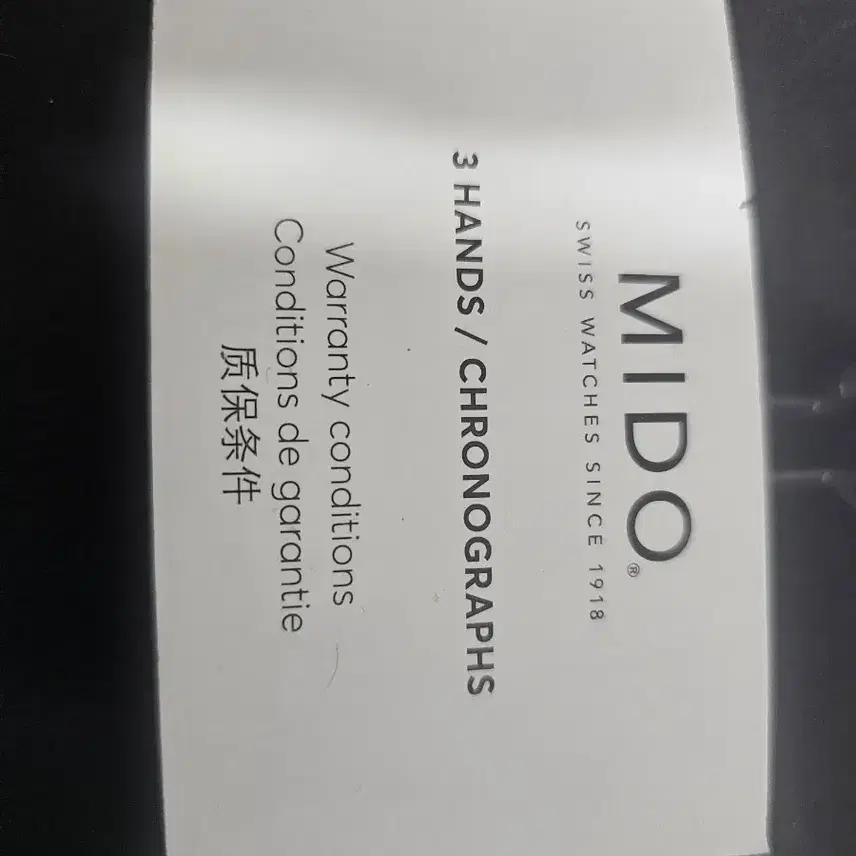 MIDO®
SWISS WATCHES SINCE 1918
3 HANDS / CHRONOGRAPHS
Warranty conditions
Conditions de garantie
质保条件